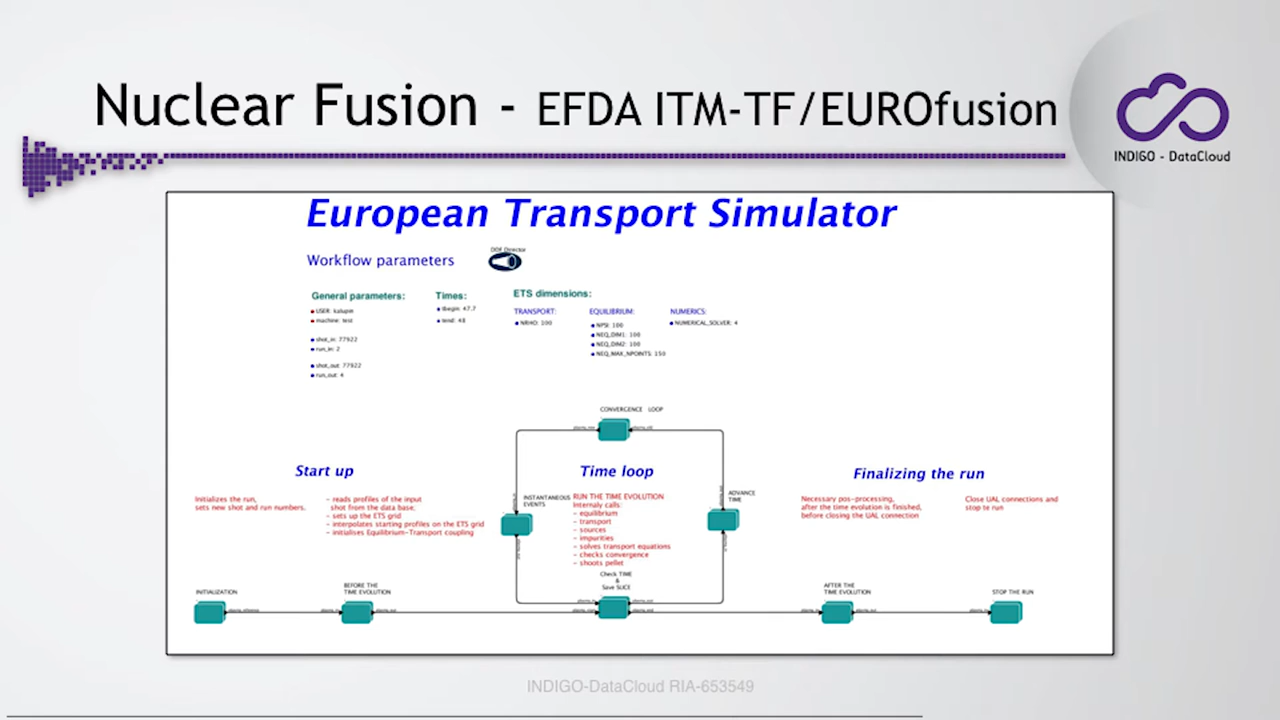 Nuclear Fusion - EFDA ITM-TF/EUROfusion
INDIGO - DataCloud
European Transport Simulator
Workflow parameters
DDF Director
General parameters:
USER: kalupin
machine: test
shot_in: 77922
run_in: 2
shot_out: 77922
run_out: 4
Times:
tbegin: 47.7
tend: 48
ETS dimensions:
TRANSPORT:
NRHO: 100
EQUILIBRIUM:
NPSI: 100
NEQ_DIM1: 100
NEQ_DIM2: 100
NEQ_MAX_NPOINTS: 150
NUMERICS:
NUMERICAL_SOLVER: 4
CONVERGENCE LOOP
Start up
Initializes the run,
sets new shot and run numbers.
- reads profiles of the input
shot from the data base;
- sets up the ETS grid
- interpolates starting profiles on the ETS grid
- initialises Equilibrium-Transport coupling
Time loop
INSTANTANEOUS
EVENTS
RUN THE TIME EVOLUTION
Internaly calls:
- equilibrium
- transport
- sources
- impurities
- solves transport equations
- checks convergence
- shoots pellet
ADVANCE
TIME
Check TIME
&
Save SLICE
Finalizing the run
Necessary pos-processing,
after the time evolution is finished,
before closing the UAL connection
Close UAL connections and
stop te run
INITIALIZATION
BEFORE THE
TIME EVOLUTION
AFTER THE
TIME EVOLUTION
STOP THE RUN
INDIGO-DataCloud RIA-653549